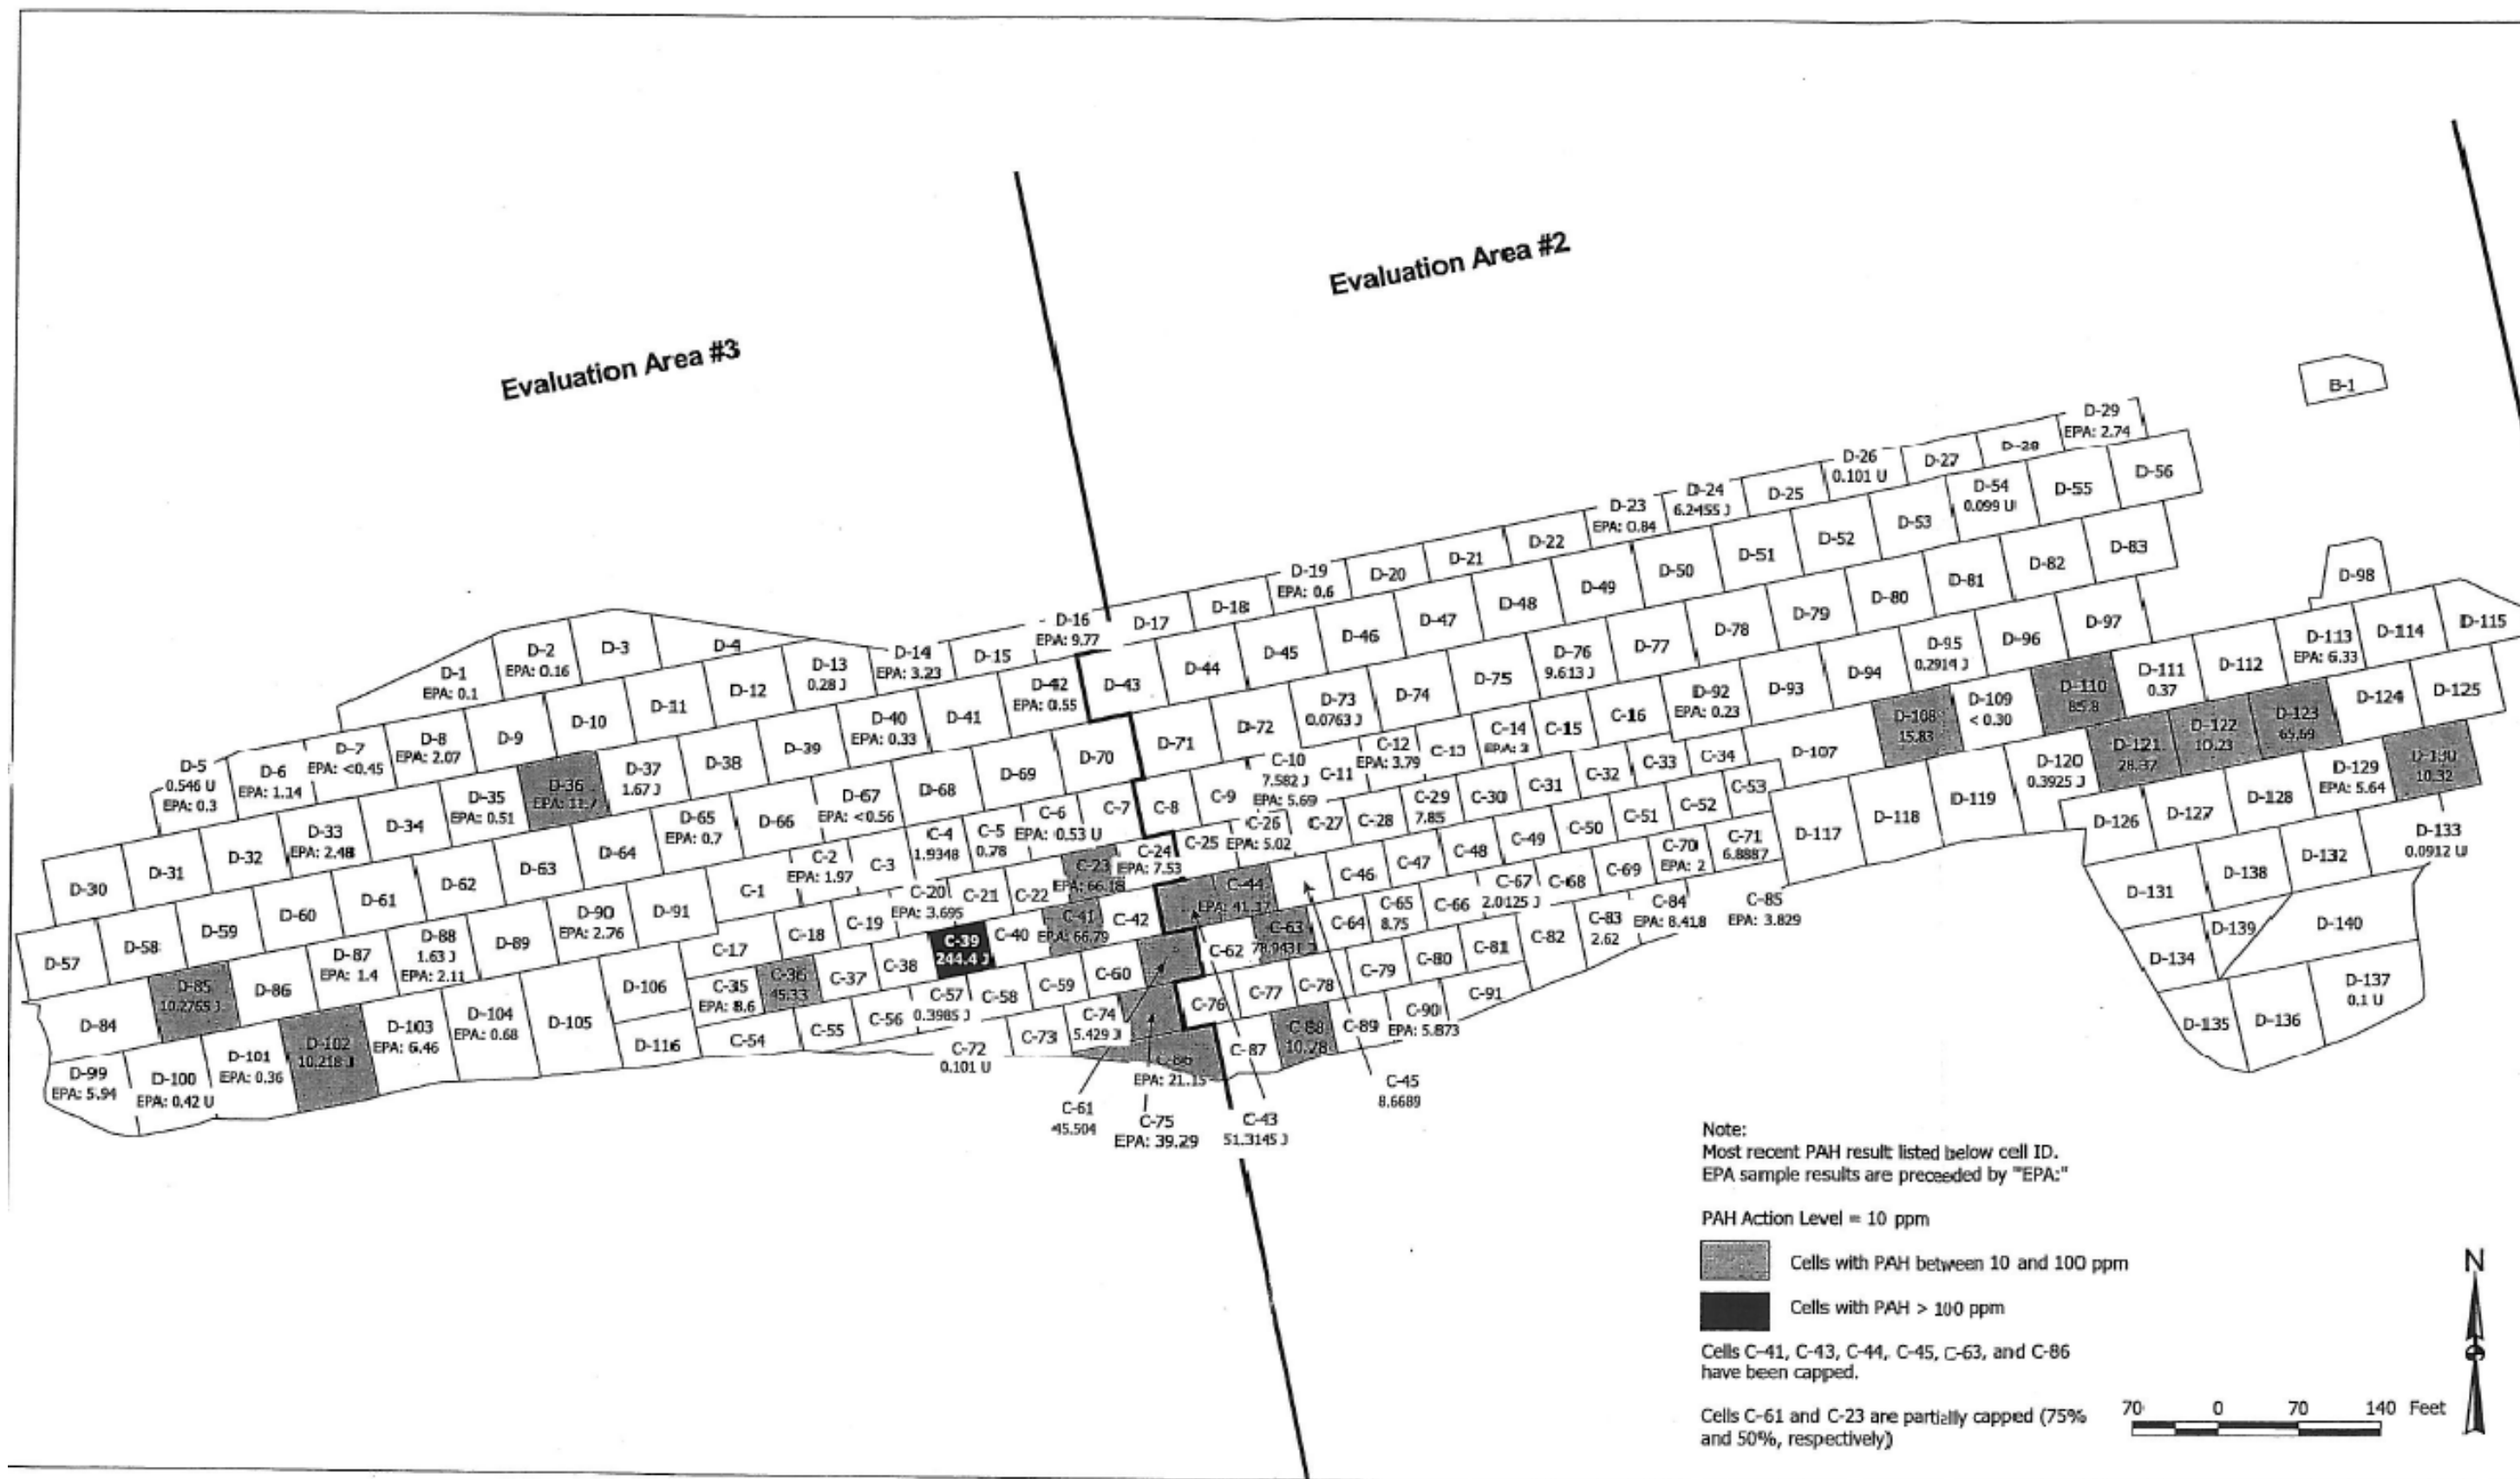 Evaluation Area #2
Evaluation Area #3
B-1
D-29
EPA: 2.74
D-28
D-27
D-26
0.101 U
D-25
D-24
6.2455 J
D-23
EPA: 0.84
D-22
D-21
D-20
D-19
EPA: 0.6
D-18
D-17
D-16
EPA: 9.77
D-15
D-14
EPA: 3.23
D-13
0.28 J
D-4
D-3
D-2
EPA: 0.16
D-1
EPA: 0.1
D-12
D-11
D-10
D-9
D-8
EPA: 2.07
D-7
EPA: <0.45
D-6
EPA: 1.14
D-5
0.546 U
EPA: 0.3
D-56
D-55
D-54
0.099 U
D-53
D-52
D-51
D-50
D-49
D-48
D-47
D-46
D-45
D-44
D-43
D-42
EPA: 0.55
D-41
D-40
EPA: 0.33
D-39
D-38
D-37
1.67 J
D-36
EPA: 11.7
D-35
EPA: 0.51
D-34
D-33
EPA: 2.48
D-32
D-31
D-30
D-83
D-82
D-81
D-80
D-79
D-78
D-77
D-76
9.613 J
D-75
D-74
D-73
0.0763 J
D-72
D-71
D-70
D-69
D-68
D-67
EPA: <0.56
D-66
D-65
EPA: 0.7
D-64
D-63
D-62
D-61
D-60
D-59
D-58
D-57
D-98
D-97
D-96
D-95
0.2914 J
D-94
D-93
D-92
EPA: 0.23
C-16
C-15
C-14
EPA: 3
C-13
C-12
EPA: 3.79
C-11
C-10
7.582 J
EPA: 5.69
C-9
C-8
C-7
C-6
EPA: 0.53 U
C-5
0.78
C-4
1.9348
C-3
C-2
EPA: 1.97
C-1
D-91
D-90
EPA: 2.76
D-89
D-88
1.63 J
EPA: 2.11
D-87
EPA: 1.4
D-86
D-85
10.2765 J
D-84
D-115
D-114
D-113
EPA: 6.33
D-112
D-111
0.37
D-110
85.8
D-109
< 0.30
D-108
15.83
D-107
C-34
C-33
C-32
C-31
C-30
C-29
7.85
C-28
C-27
C-26
EPA: 5.02
C-25
C-24
EPA: 7.53
C-23
EPA: 66.18
C-22
C-21
C-20
EPA: 3.695
C-19
C-18
C-17
D-106
D-105
D-104
EPA: 0.68
D-103
EPA: 6.46
D-102
10.218 J
D-101
EPA: 0.36
D-100
EPA: 0.42 U
D-99
EPA: 5.94
D-125
D-124
D-123
65.69
D-122
10.23
D-121
28.37
D-120
0.3925 J
D-119
D-118
D-117
C-53
C-52
C-51
C-50
C-49
C-48
C-47
C-46
C-44
EPA: 41.37
C-42
C-41
EPA: 66.79
C-40
C-39
244.4 J
C-38
C-37
C-36
45.33
C-35
EPA: 8.6
D-116
D-130
10.32
D-129
EPA: 5.64
D-128
D-127
D-126
C-71
6.8887
C-70
EPA: 2
C-69
C-68
C-67
2.0125 J
C-66
C-65
8.75
C-64
C-63
C-62
C-60
C-59
C-58
C-57
0.3985 J
C-56
C-55
C-54
D-133
0.0912 U
D-132
D-138
D-131
C-85
EPA: 3.829
C-84
EPA: 8.418
C-83
2.62
C-82
C-81
C-80
C-79
C-78
C-77
C-76
C-74
5.429 J
C-73
C-72
0.101 U
D-140
D-139
D-134
C-91
C-90
EPA: 5.873
C-89
C-88
10.78
C-87
C-86
EPA: 21.15
D-137
0.1 U
D-136
D-135
C-61
45.504
C-75
EPA: 39.29
C-43
51.3145 J
C-45
8.6689
Note:
Most recent PAH result listed below cell ID.
EPA sample results are preceeded by "EPA:"
PAH Action Level = 10 ppm
Cells with PAH between 10 and 100 ppm
Cells with PAH > 100 ppm
Cells C-41, C-43, C-44, C-45, C-63, and C-86
have been capped.
Cells C-61 and C-23 are partially capped (75%
and 50%, respectively)
N
70 0 70 140 Feet